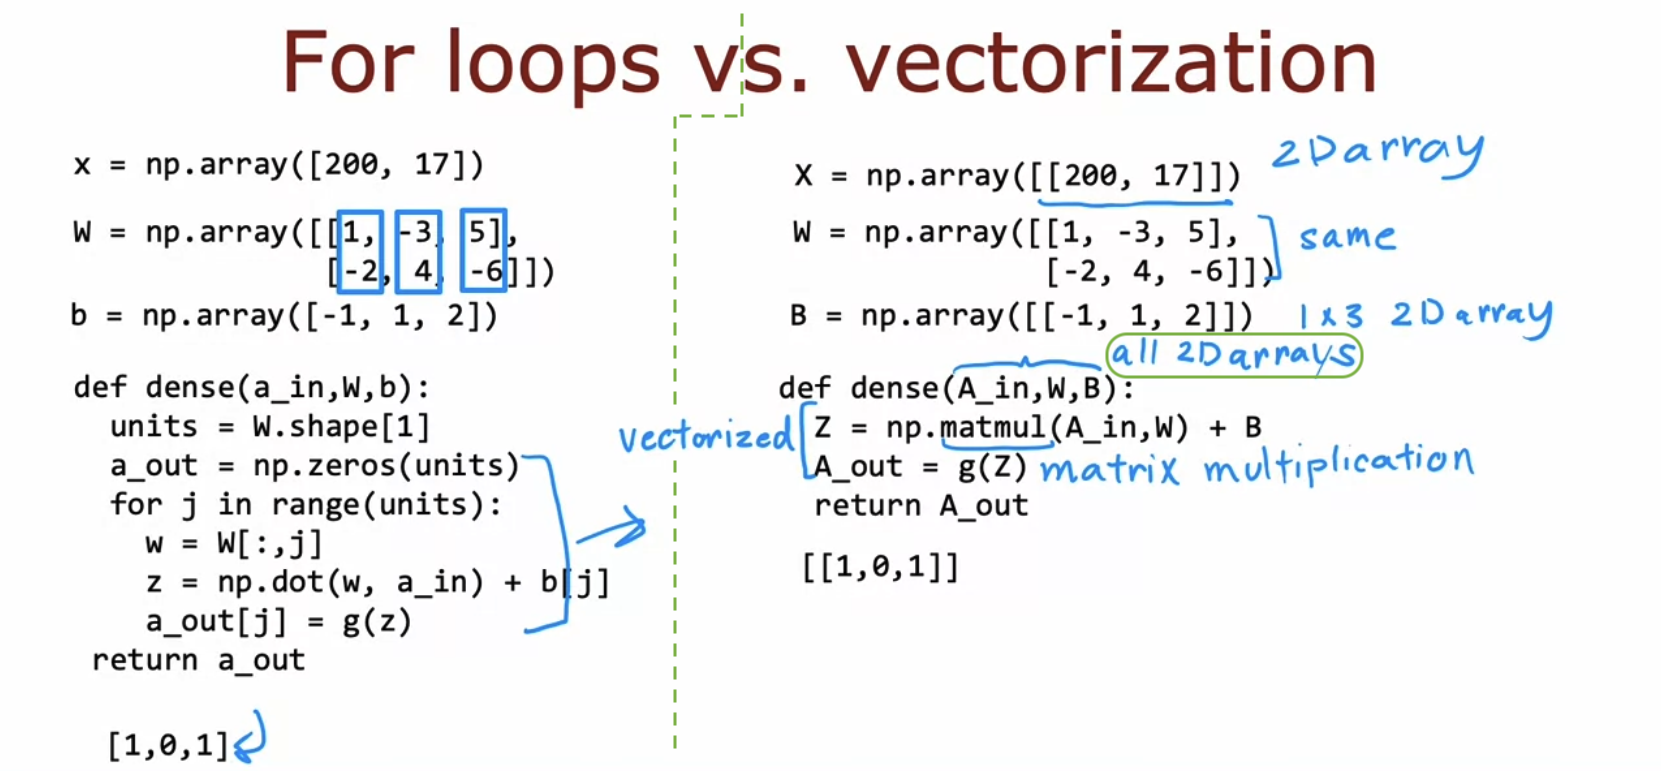 For loops vs. vectorization
x = np.array([200, 17])
W = np.array([[1, -3, 5],
[-2, 4, -6]])
b = np.array([-1, 1, 2])
def dense(a_in,W,b):
units = W.shape[1]
a_out = np.zeros(units)
for j in range(units):
w = W[:,j]
z = np.dot(w, a_in) + b[j]
a_out[j] = g(z)
return a_out
[1,0,1]
X = np.array([[200, 17]]) 2D array
W = np.array([[1, -3, 5],
[-2, 4, -6]])
same
B = np.array([[-1, 1, 2]]) 1 x 3 2D array
all 2D arrays
def dense(A_in,W,B):
vectorized
Z = np.matmul(A_in,W) + B
A_out = g(Z) matrix multiplication
return A_out
[[1,0,1]]